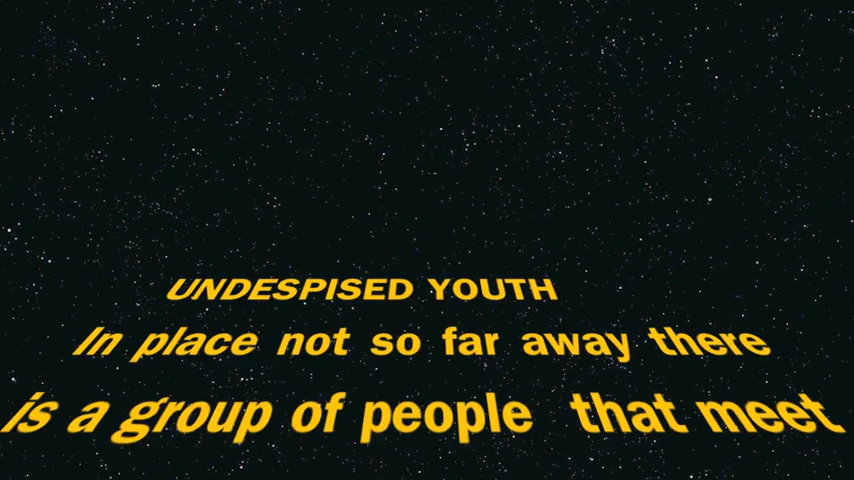 UNDESPISED YOUTH
In place not so far away there
is a group of people that meet